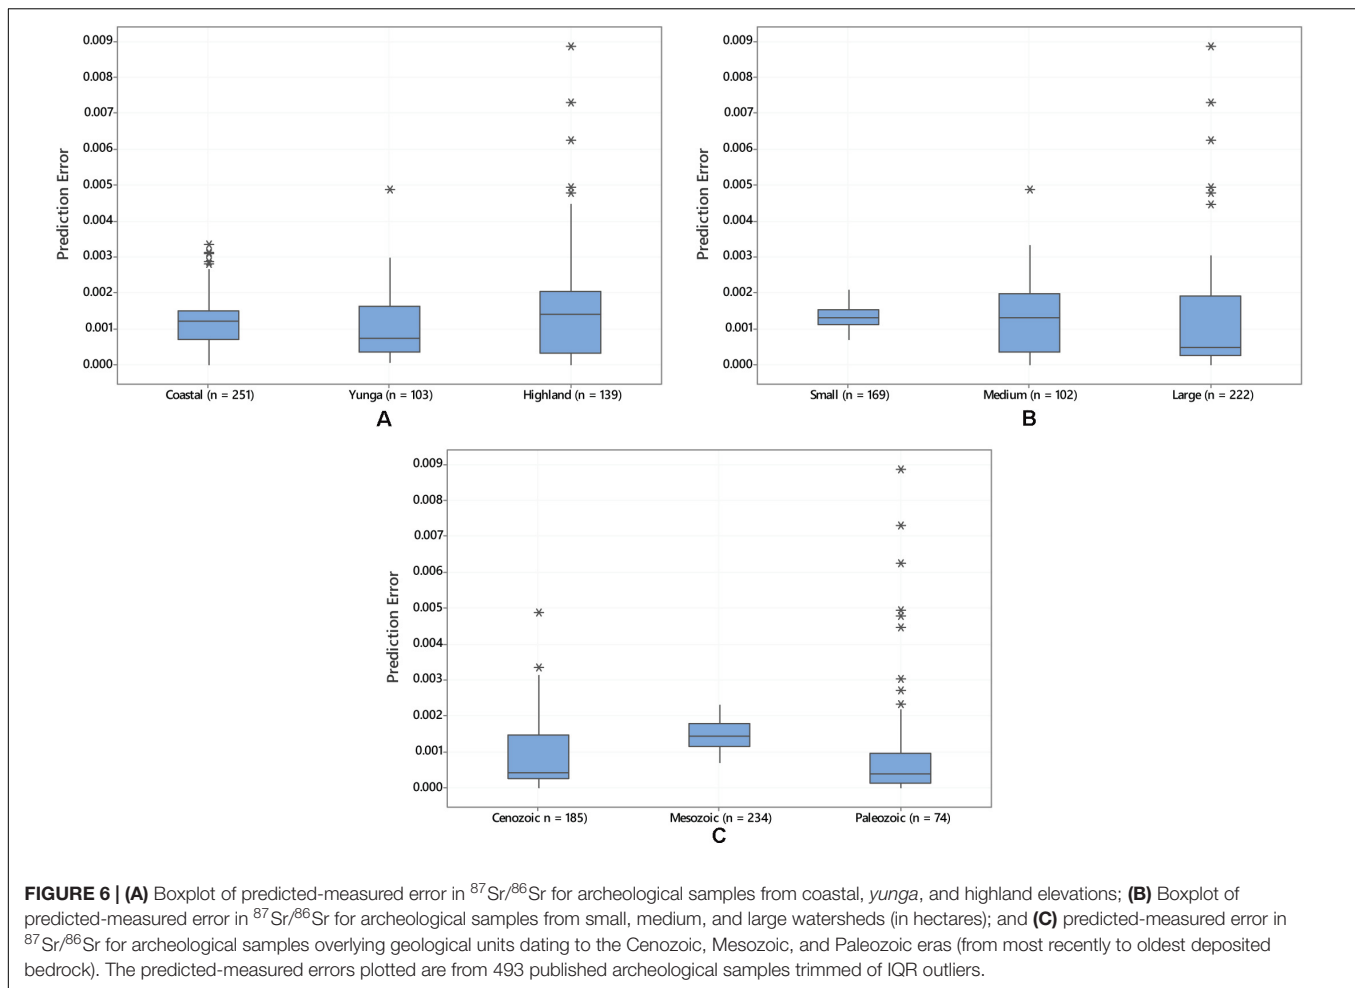 0.009
0.008
0.007
0.006
0.005
0.004
0.003
0.002
0.001
0.000
Prediction Error
Coastal (n = 251) Yunga (n = 103) Highland (n = 139)
A
0.009
0.008
0.007
0.006
0.005
0.004
0.003
0.002
0.001
0.000
Prediction Error
Small (n = 169) Medium (n = 102) Large (n = 222)
B
0.009
0.008
0.007
0.006
0.005
0.004
0.003
0.002
0.001
0.000
Prediction Error
Cenozoic n = 185) Mesozoic (n = 234) Paleozoic (n = 74)
C
FIGURE 6 | (A) Boxplot of predicted-measured error in ⁸⁷Sr/⁸⁶Sr for archeological samples from coastal, yunga, and highland elevations; (B) Boxplot of
predicted-measured error in ⁸⁷Sr/⁸⁶Sr for archeological samples from small, medium, and large watersheds (in hectares); and (C) predicted-measured error in
⁸⁷Sr/⁸⁶Sr for archeological samples overlying geological units dating to the Cenozoic, Mesozoic, and Paleozoic eras (from most recently to oldest deposited
bedrock). The predicted-measured errors plotted are from 493 published archeological samples trimmed of IQR outliers.